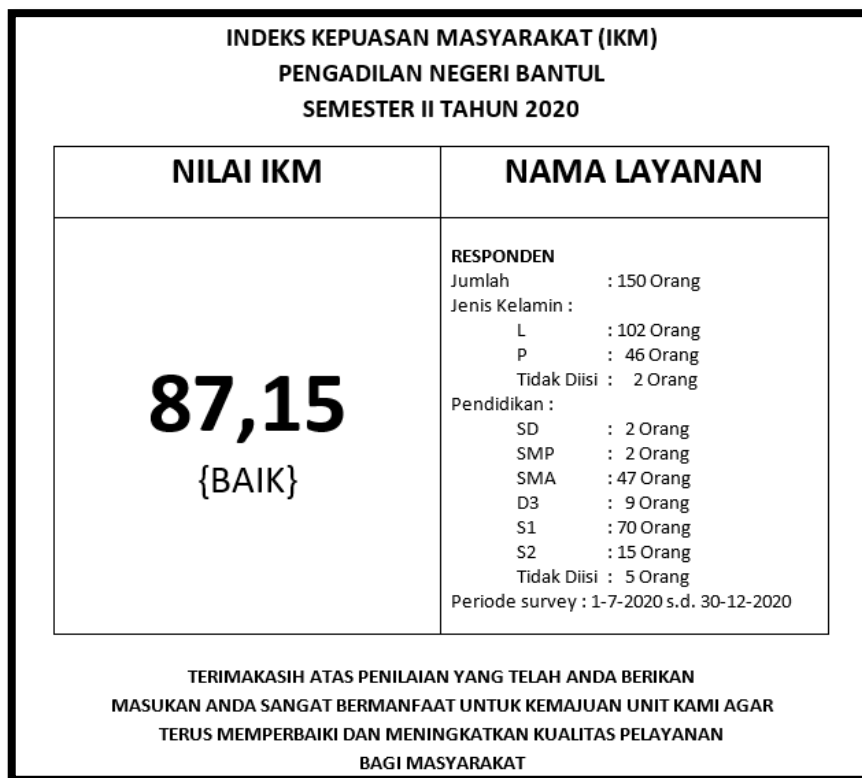 INDEKS KEPUASAN MASYARAKAT (IKM)
PENGADILAN NEGERI BANTUL
SEMESTER II TAHUN 2020
NILAI IKM
NAMA LAYANAN
87,15
{BAIK}
RESPONDEN
Jumlah : 150 Orang
Jenis Kelamin :
L : 102 Orang
P : 46 Orang
Tidak Diisi : 2 Orang
Pendidikan :
SD : 2 Orang
SMP : 2 Orang
SMA : 47 Orang
D3 : 9 Orang
S1 : 70 Orang
S2 : 15 Orang
Tidak Diisi : 5 Orang
Periode survey : 1-7-2020 s.d. 30-12-2020
TERIMAKASIH ATAS PENILAIAN YANG TELAH ANDA BERIKAN
MASUKAN ANDA SANGAT BERMANFAAT UNTUK KEMAJUAN UNIT KAMI AGAR
TERUS MEMPERBAIKI DAN MENINGKATKAN KUALITAS PELAYANAN
BAGI MASYARAKAT